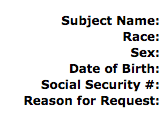 Subject Name:
Race:
Sex:
Date of Birth:
Social Security #:
Reason for Request: